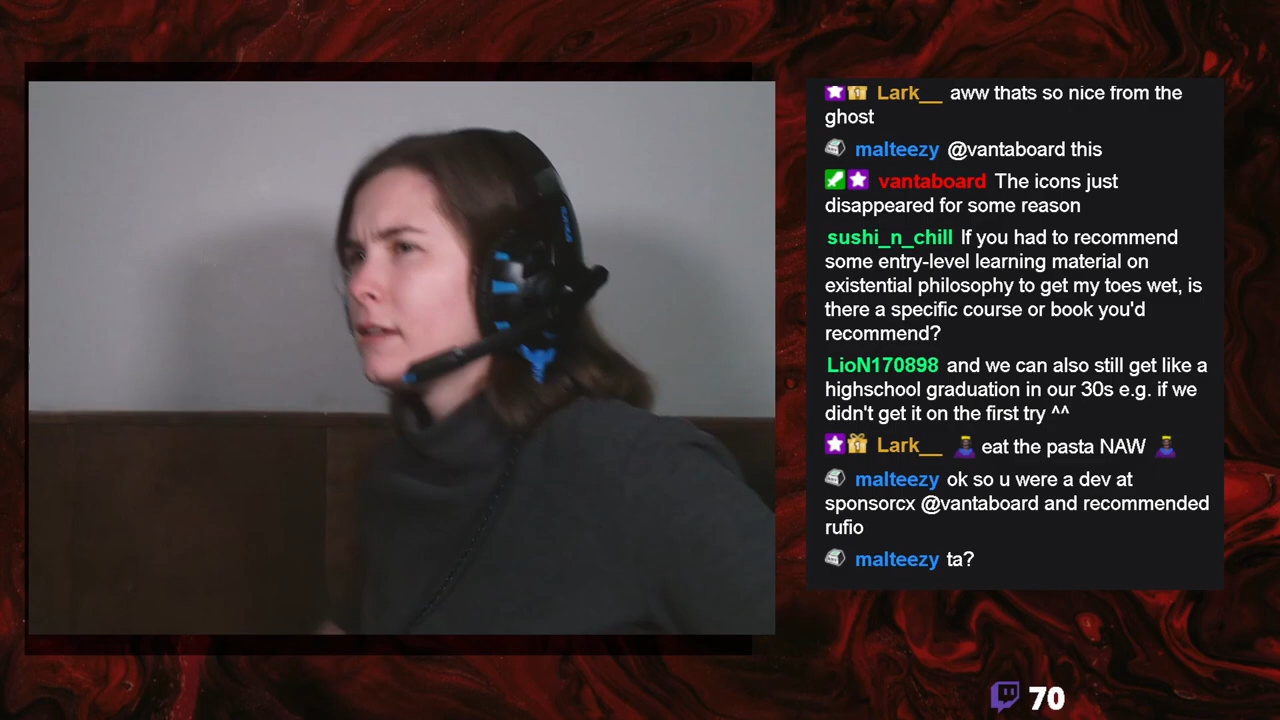 Lark__ aww thats so nice from the
ghost
malteezy @vantaboard this
vantaboard The icons just
disappeared for some reason
sushi_n_chill If you had to recommend
some entry-level learning material on
existential philosophy to get my toes wet, is
there a specific course or book you'd
recommend?
LioN170898 and we can also still get like a
highschool graduation in our 30s e.g. if we
didn't get it on the first try ^^
Lark__ eat the pasta NAW
malteezy ok so u were a dev at
sponsorcx @vantaboard and recommended
rufio
malteezy ta?
70